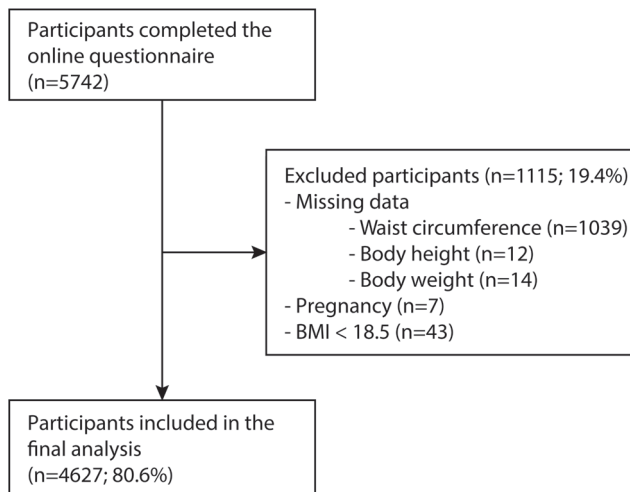 Participants completed the
online questionnaire
(n=5742)
Excluded participants (n=1115; 19.4%)
- Missing data
- Waist circumference (n=1039)
- Body height (n=12)
- Body weight (n=14)
- Pregnancy (n=7)
- BMI < 18.5 (n=43)
Participants included in the
final analysis
(n=4627; 80.6%)